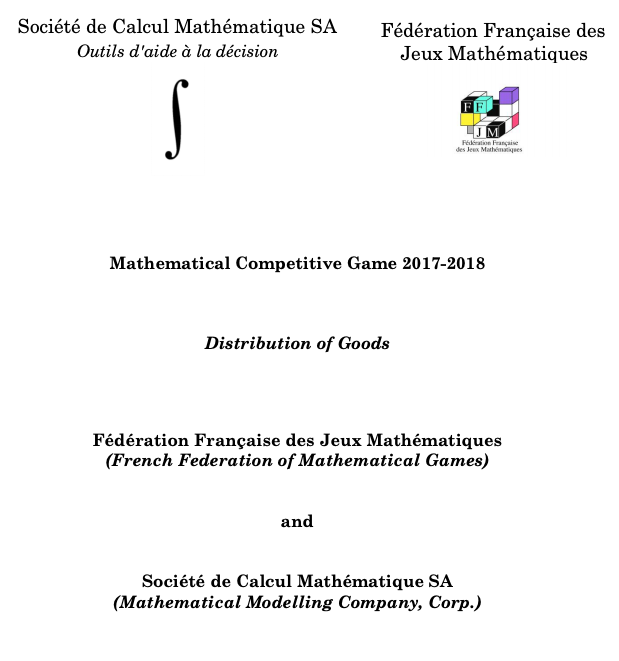 Société de Calcul Mathématique SA
Outils d'aide à la décision
Fédération Française des
Jeux Mathématiques
F F
J M
Fédération Française
des Jeux Mathématiques
Mathematical Competitive Game 2017-2018
Distribution of Goods
Fédération Française des Jeux Mathématiques
(French Federation of Mathematical Games)
and
Société de Calcul Mathématique SA
(Mathematical Modelling Company, Corp.)